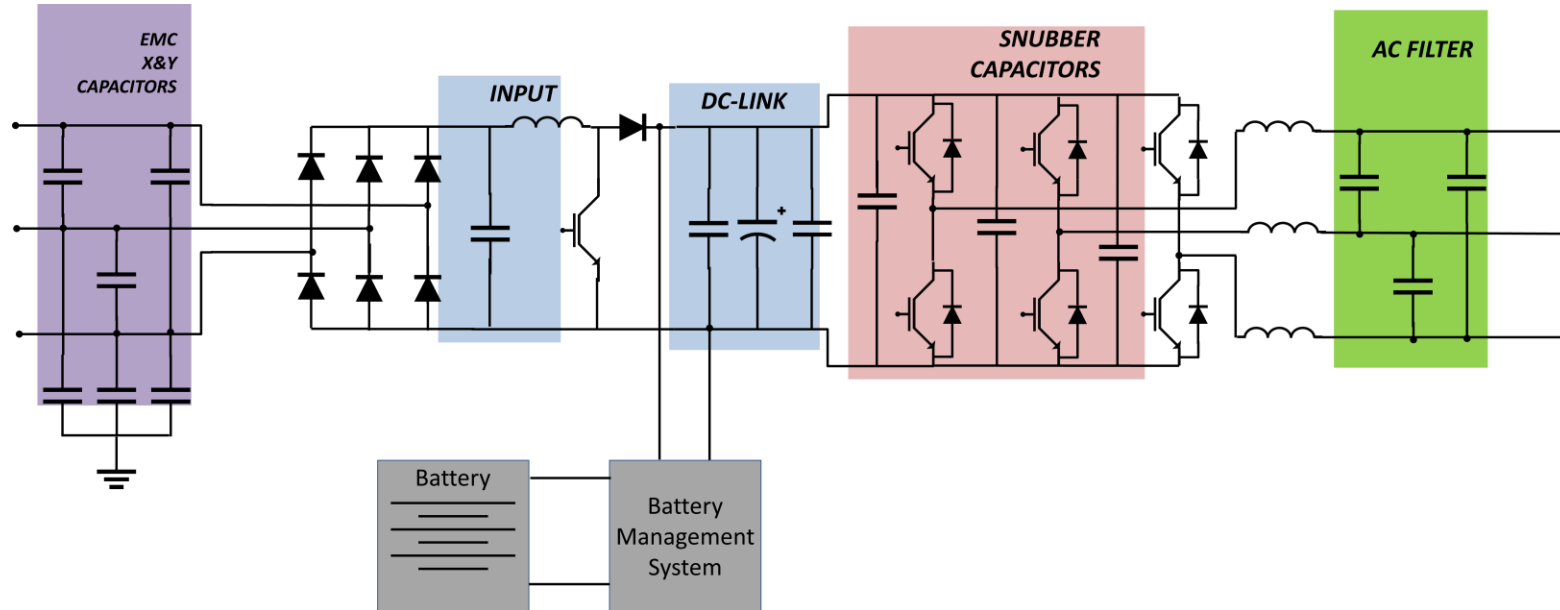 EMC
X&Y
CAPACITORS
INPUT
DC-LINK
SNUBBER
CAPACITORS
AC FILTER
+
Battery
Battery
Management
System